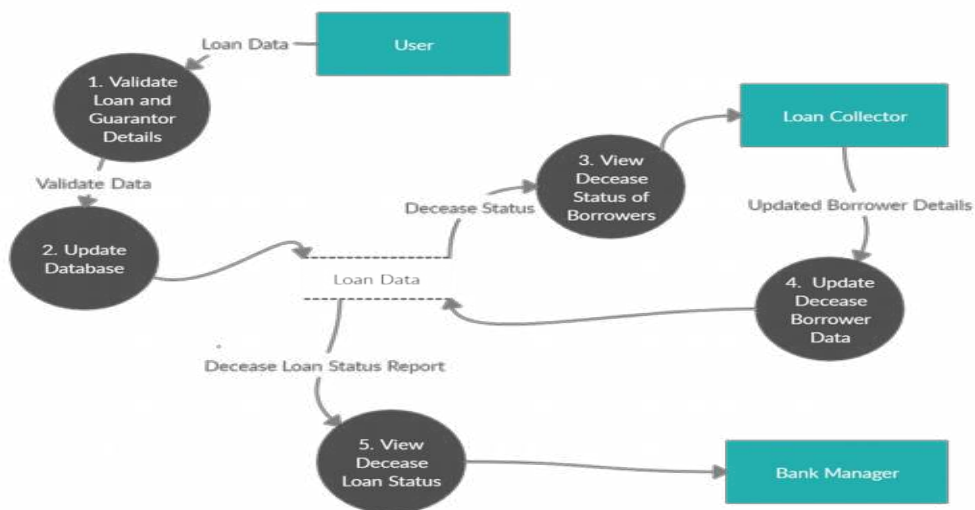 Loan Data
User
1. Validate
Loan and
Guarantor
Details
Validate Data
2. Update
Database
Loan Collector
3. View
Decease
Status of
Borrowers
Decease Status
Updated Borrower Details
Loan Data
4. Update
Decease
Borrower
Data
Decease Loan Status Report
5. View
Decease
Loan Status
Bank Manager